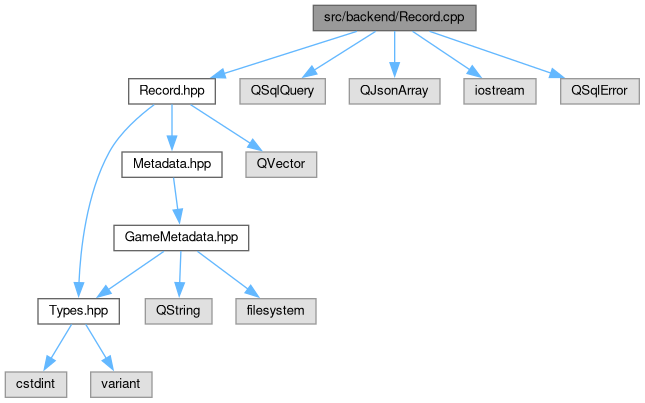 src/backend/Record.cpp
Record.hpp
QSqlQuery
QJsonArray
iostream
QSqlError
Metadata.hpp
QVector
GameMetadata.hpp
Types.hpp
QString
filesystem
cstdint
variant